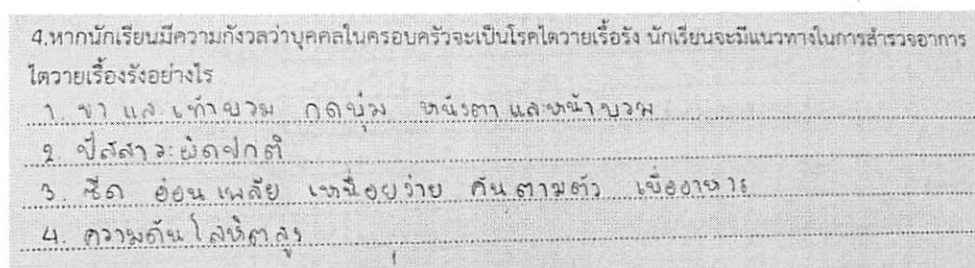 4.หากนักเรียนมีความกังวลว่าบุคคลในครอบครัวจะเป็นโรคไตวายเรื้อรัง นักเรียนจะมีแนวทางในการสำรวจอาการ
ไตวายเรื้องรังอย่างไร
1. ขา และเท้าบวม กดบุ๋ม หนังตาและหน้าบวม
2. ปัสสาวะผิดปกติ
3. ซีด อ่อนเพลีย เหนื่อยง่าย คันตามตัว เบื่ออาหาร
4. ความดันโลหิตสูง